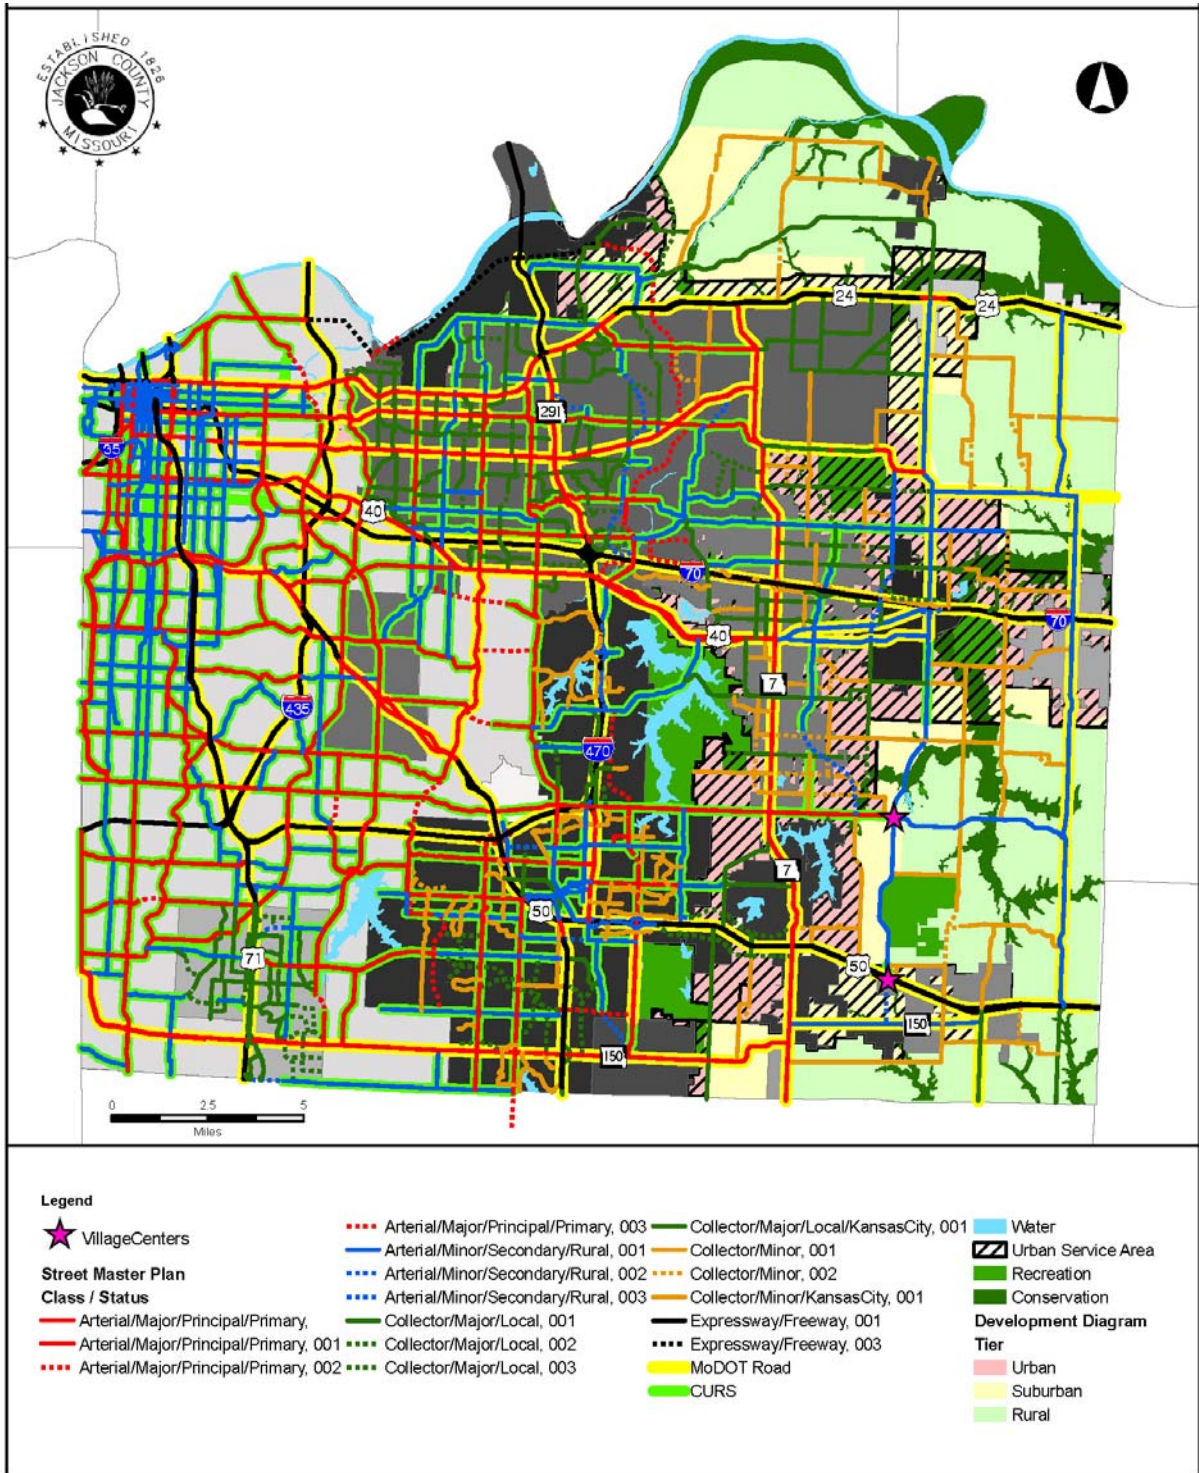 ESTABLISHED 1826
JACKSON COUNTY
MISSOURI
24
24
291
35
40
70
70
40
7
435
470
7
50
50
71
150
150
0 2.5 5
Miles
Legend
VillageCenters
Street Master Plan
Class / Status
Arterial/Major/Principal/Primary,
Arterial/Major/Principal/Primary, 001
Arterial/Major/Principal/Primary, 002
Arterial/Major/Principal/Primary, 003
Arterial/Minor/Secondary/Rural, 001
Arterial/Minor/Secondary/Rural, 002
Arterial/Minor/Secondary/Rural, 003
Collector/Major/Local, 001
Collector/Major/Local, 002
Collector/Major/Local, 003
Collector/Major/Local/KansasCity, 001
Collector/Minor, 001
Collector/Minor, 002
Collector/Minor/KansasCity, 001
Expressway/Freeway, 001
Expressway/Freeway, 003
MoDOT Road
CURS
Water
Urban Service Area
Recreation
Conservation
Development Diagram
Tier
Urban
Suburban
Rural